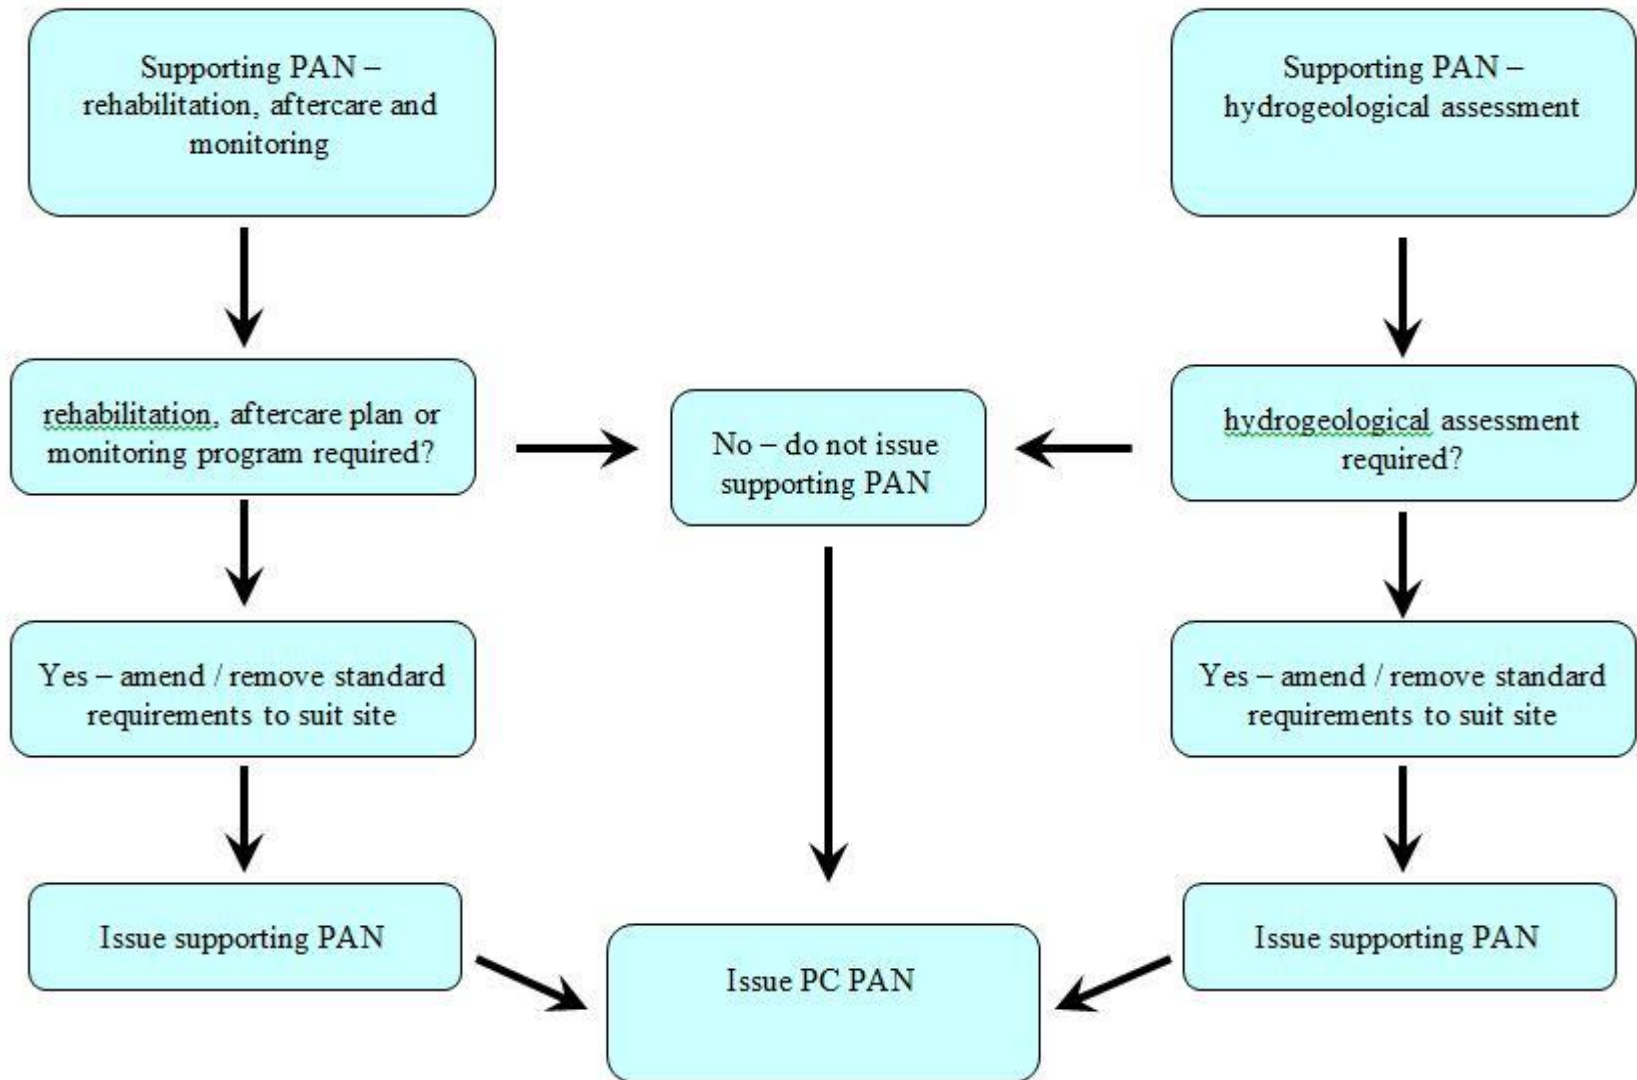 Supporting PAN –
rehabilitation, aftercare and
monitoring
Supporting PAN –
hydrogeological assessment
rehabilitation, aftercare plan or
monitoring program required?
No – do not issue
supporting PAN
hydrogeological assessment
required?
Yes – amend / remove standard
requirements to suit site
Yes – amend / remove standard
requirements to suit site
Issue supporting PAN
Issue PC PAN
Issue supporting PAN